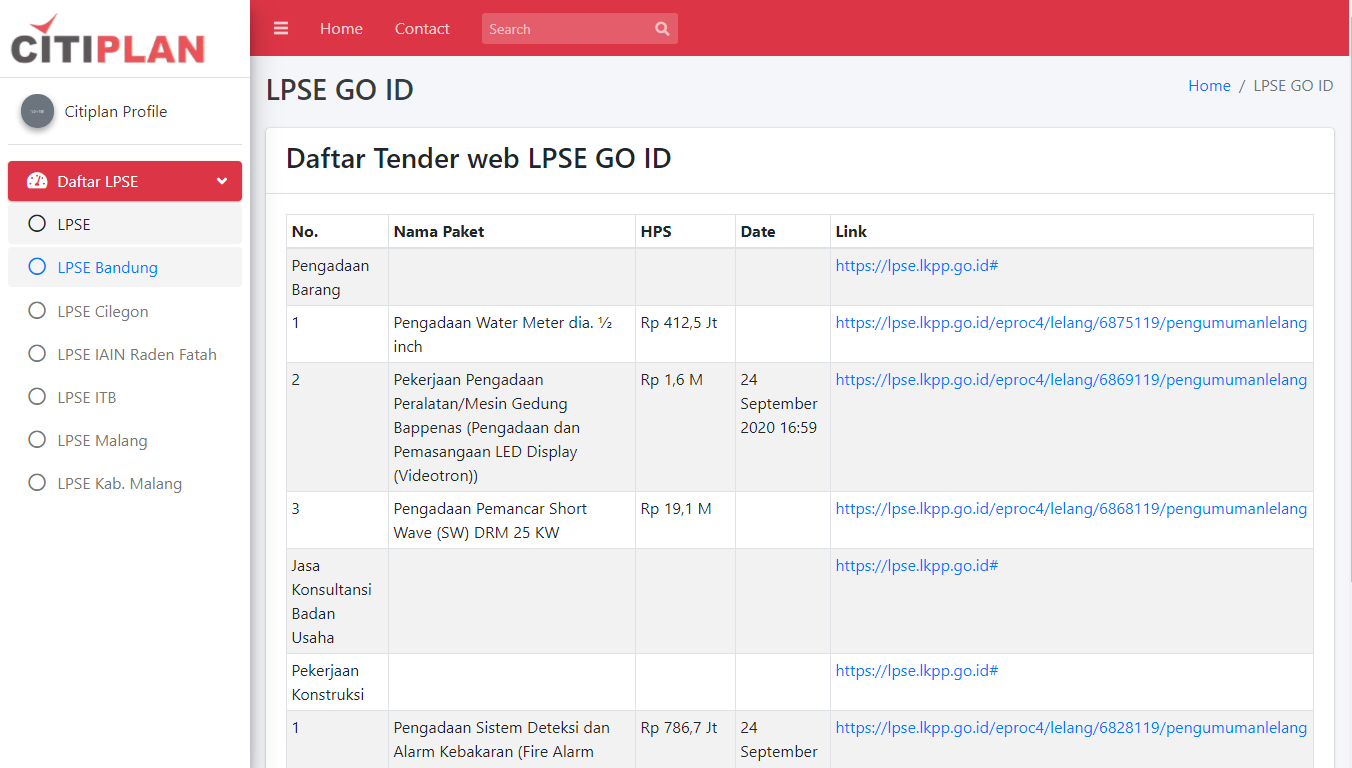 CITIPLAN
Home
Contact
Search
Citiplan Profile
Daftar LPSE
LPSE
LPSE Bandung
LPSE Cilegon
LPSE IAIN Raden Fatah
LPSE ITB
LPSE Malang
LPSE Kab. Malang
LPSE GO ID
Home / LPSE GO ID
Daftar Tender web LPSE GO ID
No.
Nama Paket
HPS
Date
Link
Pengadaan
Barang
https://lpse.lkpp.go.id#
1
Pengadaan Water Meter dia. ½
inch
Rp 412,5 Jt
https://lpse.lkpp.go.id/eproc4/lelang/6875119/pengumumanlelang
2
Pekerjaan Pengadaan
Peralatan/Mesin Gedung
Bappenas (Pengadaan dan
Pemasangaan LED Display
(Videotron))
Rp 1,6 M
24
September
2020 16:59
https://lpse.lkpp.go.id/eproc4/lelang/6869119/pengumumanlelang
3
Pengadaan Pemancar Short
Wave (SW) DRM 25 KW
Rp 19,1 M
https://lpse.lkpp.go.id/eproc4/lelang/6868119/pengumumanlelang
Jasa
Konsultansi
Badan
Usaha
https://lpse.lkpp.go.id#
Pekerjaan
Konstruksi
https://lpse.lkpp.go.id#
1
Pengadaan Sistem Deteksi dan
Alarm Kebakaran (Fire Alarm
Rp 786,7 Jt
24
September
https://lpse.lkpp.go.id/eproc4/lelang/6828119/pengumumanlelang